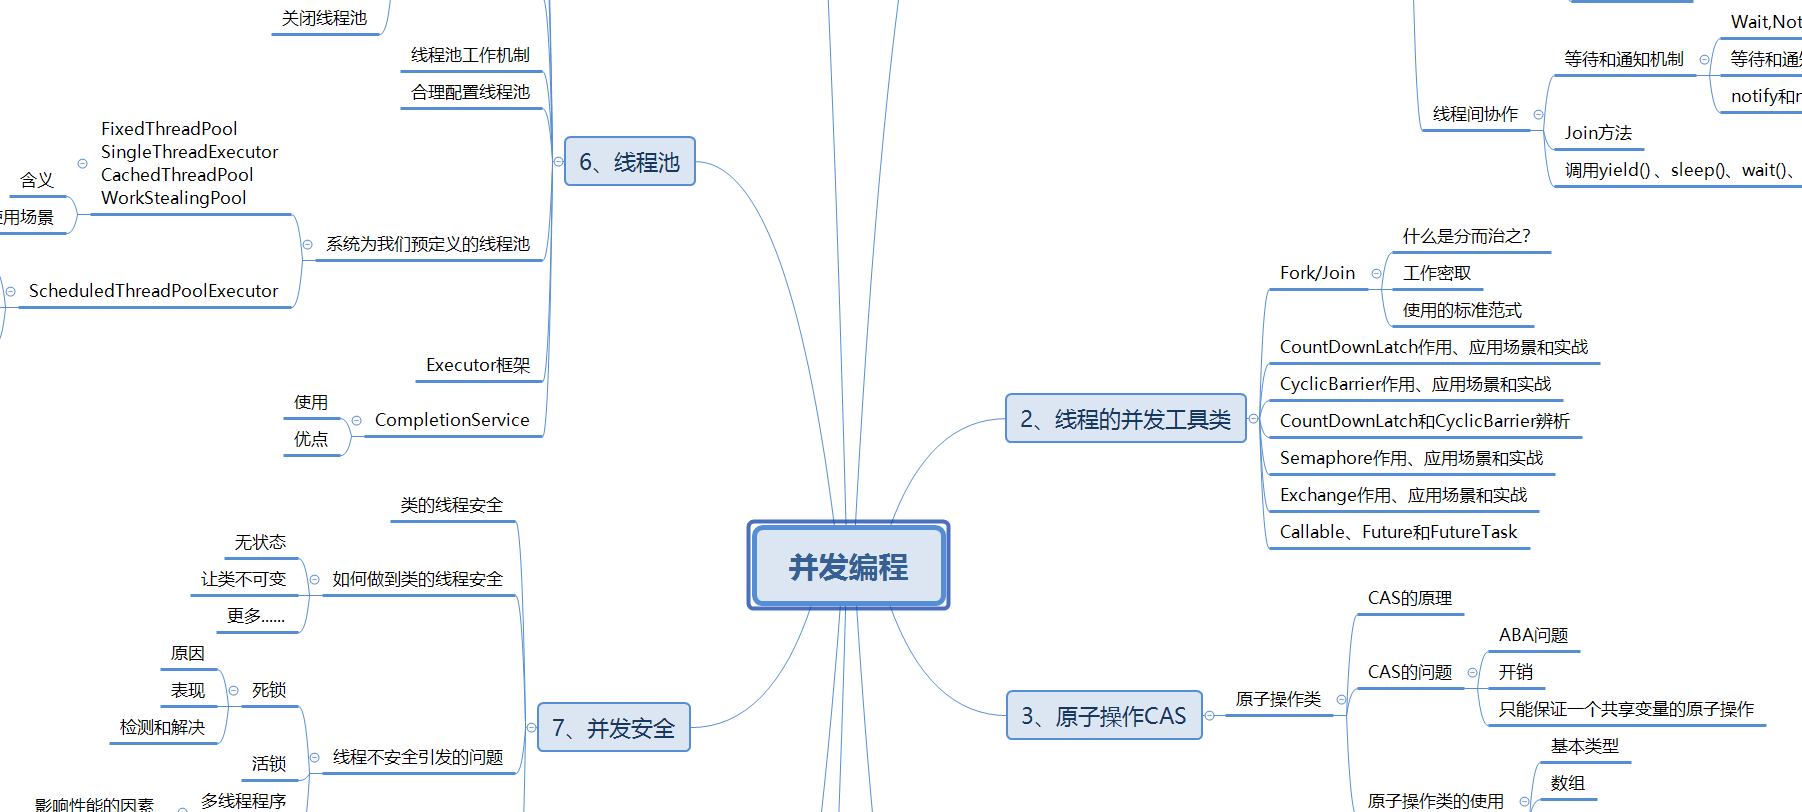 并发编程
关闭线程池
线程池工作机制
合理配置线程池
6、线程池
FixedThreadPool
SingleThreadExecutor
CachedThreadPool
WorkStealingPool
含义
用场景
系统为我们预定义的线程池
ScheduledThreadPoolExecutor
Executor框架
使用
优点
CompletionService
类的线程安全
无状态
让类不可变
更多......
如何做到类的线程安全
原因
表现
检测和解决
死锁
7、并发安全
线程不安全引发的问题
活锁
影响性能的因素
多线程程序
Wait,Not
等待和通知机制
等待和通
notify和
线程间协作
Join方法
调用yield() 、sleep()、wait()、
什么是分而治之?
Fork/Join
工作密取
使用的标准范式
CountDownLatch作用、应用场景和实战
CyclicBarrier作用、应用场景和实战
2、线程的并发工具类
CountDownLatch和CyclicBarrier辨析
Semaphore作用、应用场景和实战
Exchange作用、应用场景和实战
Callable、Future和FutureTask
CAS的原理
ABA问题
CAS的问题
开销
原子操作类
3、原子操作CAS
只能保证一个共享变量的原子操作
基本类型
数组
原子操作类的使用